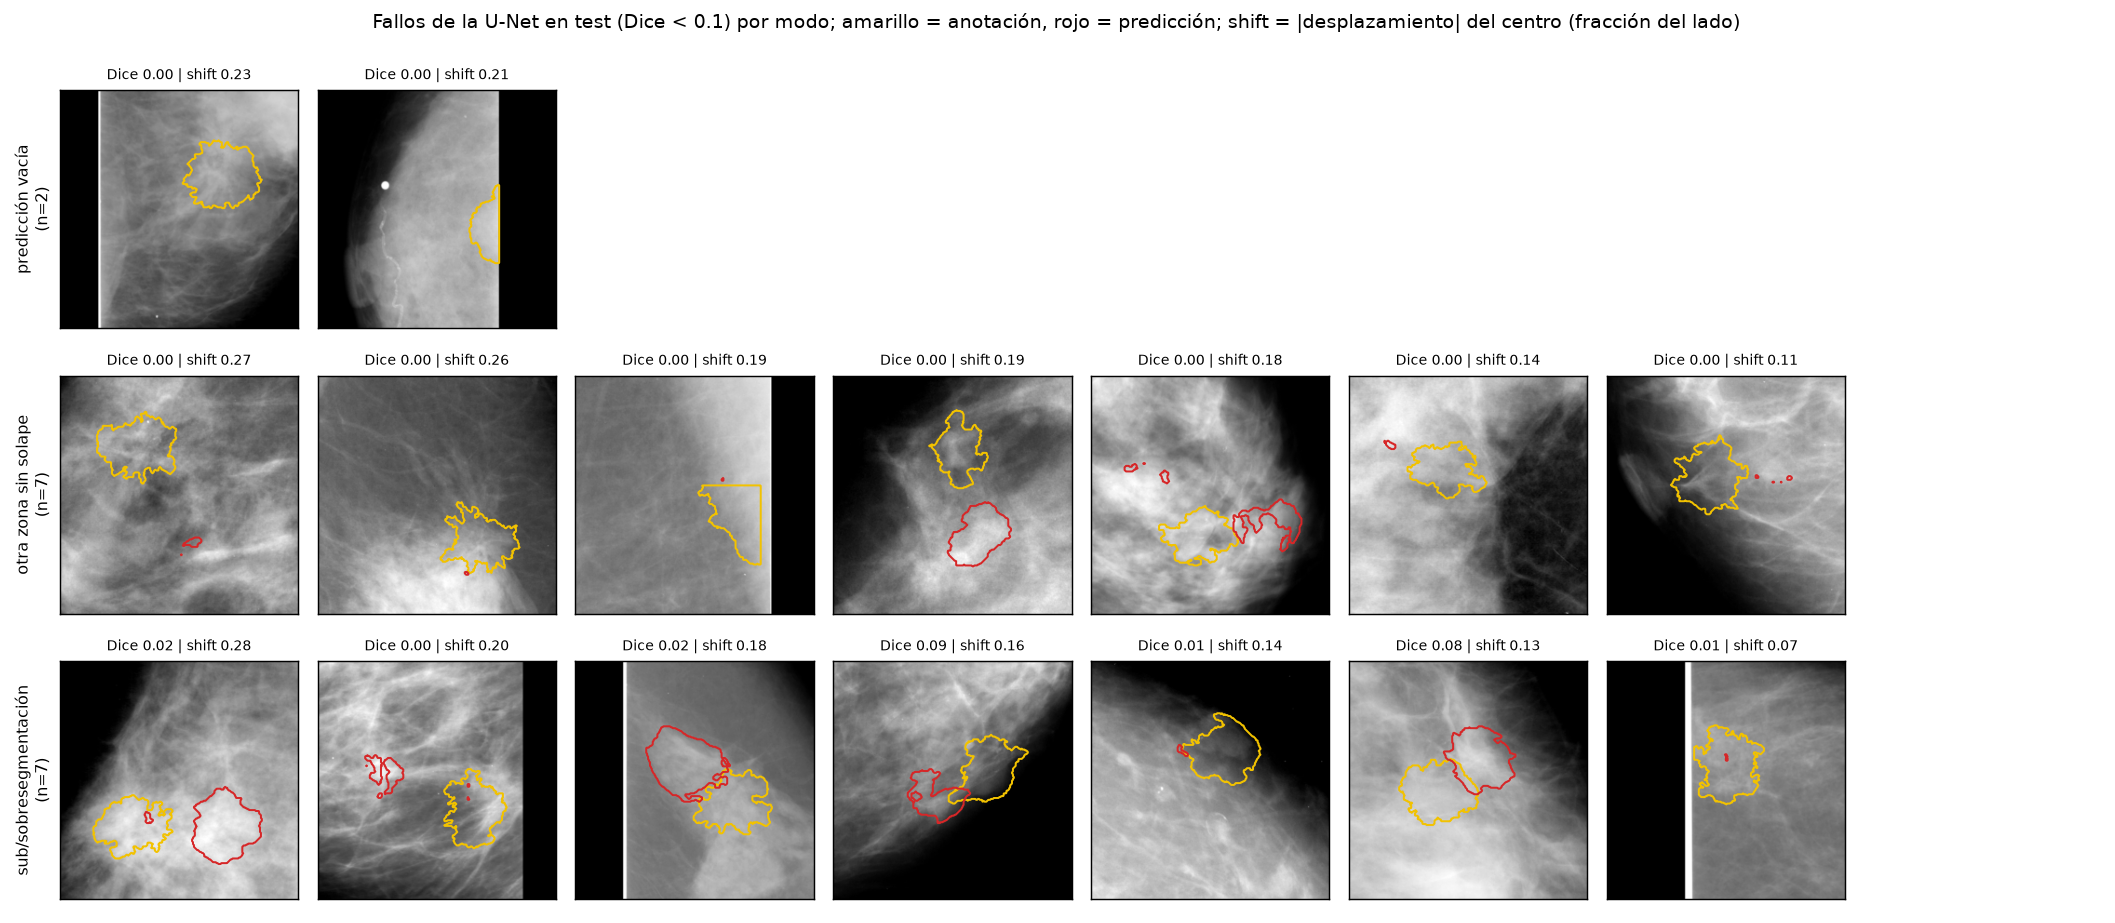 Fallos de la U-Net en test (Dice < 0.1) por modo; amarillo = anotación, rojo = predicción; shift = |desplazamiento| del centro (fracción del lado)
Dice 0.00 | shift 0.23
Dice 0.00 | shift 0.21
predicción vacía
(n=2)
Dice 0.00 | shift 0.27
Dice 0.00 | shift 0.26
Dice 0.00 | shift 0.19
Dice 0.00 | shift 0.19
Dice 0.00 | shift 0.18
Dice 0.00 | shift 0.14
Dice 0.00 | shift 0.11
otra zona sin solape
(n=7)
Dice 0.02 | shift 0.28
Dice 0.00 | shift 0.20
Dice 0.02 | shift 0.18
Dice 0.09 | shift 0.16
Dice 0.01 | shift 0.14
Dice 0.08 | shift 0.13
Dice 0.01 | shift 0.07
sub/sobresegmentación
(n=7)